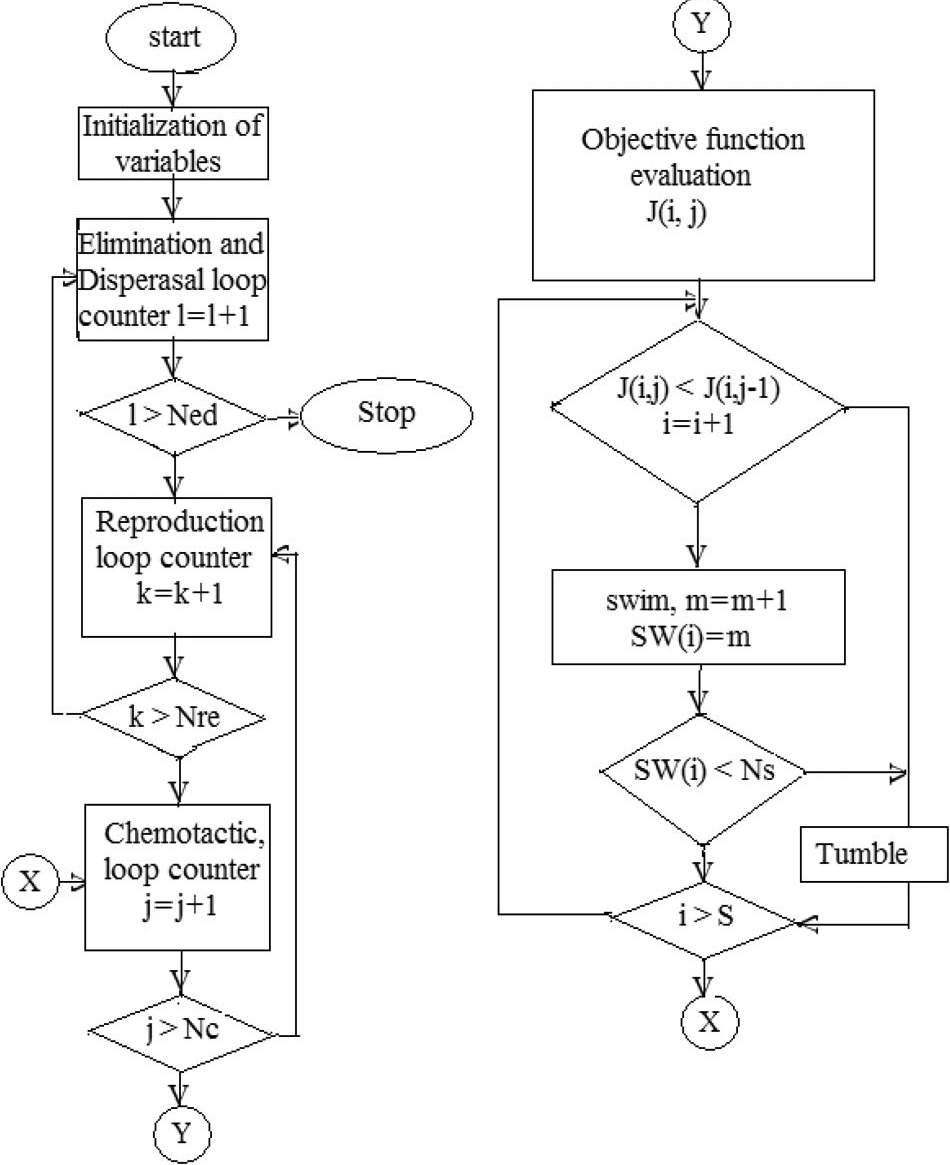 start
Initialization of
variables
Elimination and
Disperasal loop
counter l=l+1
l > Ned
Stop
Reproduction
loop counter
k=k+1
k > Nre
Chemotactic,
loop counter
j=j+1
X
j > Nc
Y
Y
Objective function
evaluation
J(i, j)
J(i,j) < J(i,j-1)
i=i+1
swim, m=m+1
SW(i)=m
SW(i) < Ns
Tumble
i > S
X